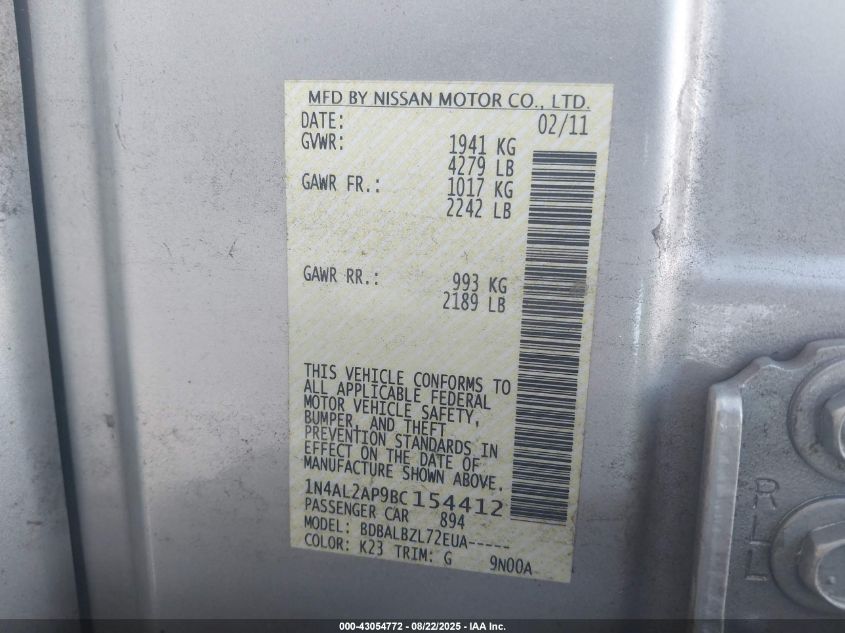 MFD BY NISSAN MOTOR CO., LTD.
DATE: 02/11
GVWR: 1941 KG
4279 LB
GAWR FR.: 1017 KG
2242 LB
GAWR RR.: 993 KG
2189 LB
THIS VEHICLE CONFORMS TO
ALL APPLICABLE FEDERAL
MOTOR VEHICLE SAFETY,
BUMPER, AND THEFT
PREVENTION STANDARDS IN
EFFECT ON THE DATE OF
MANUFACTURE SHOWN ABOVE.
1N4AL2AP9BC154412
PASSENGER CAR 894
MODEL: BDBALBZL72EUA-----
COLOR: K23 TRIM: G 9N00A
000-43054772 - 08/22/2025 - IAA Inc.